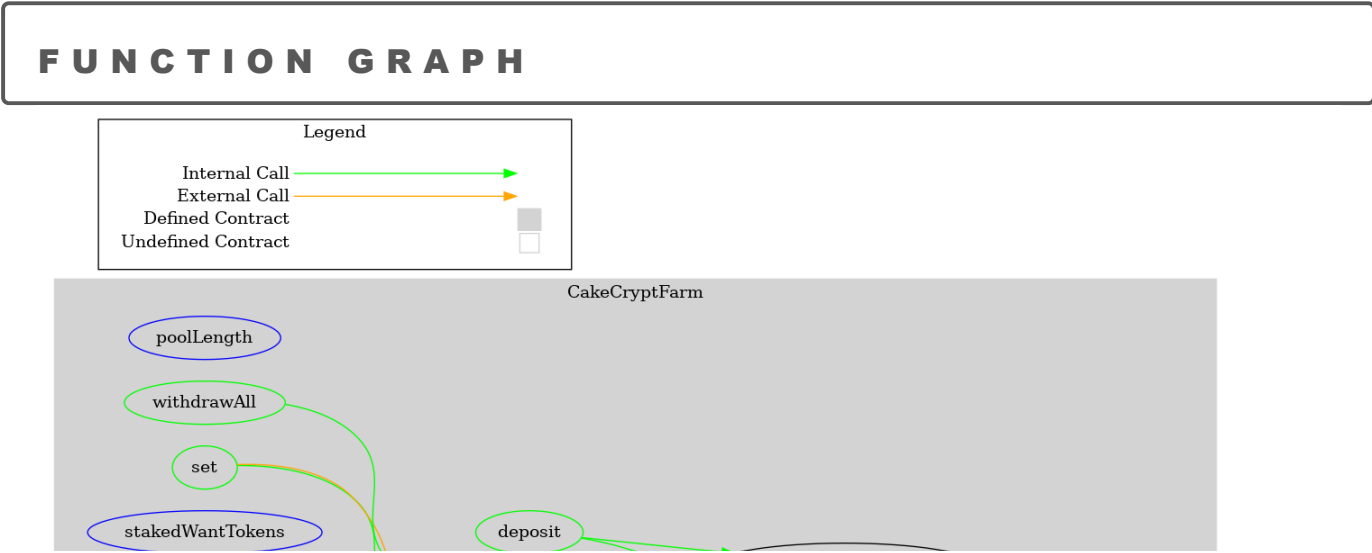 FUNCTION GRAPH
Legend
Internal Call
External Call
Defined Contract
Undefined Contract
CakeCryptFarm
poolLength
withdrawAll
set
stakedWantTokens
deposit